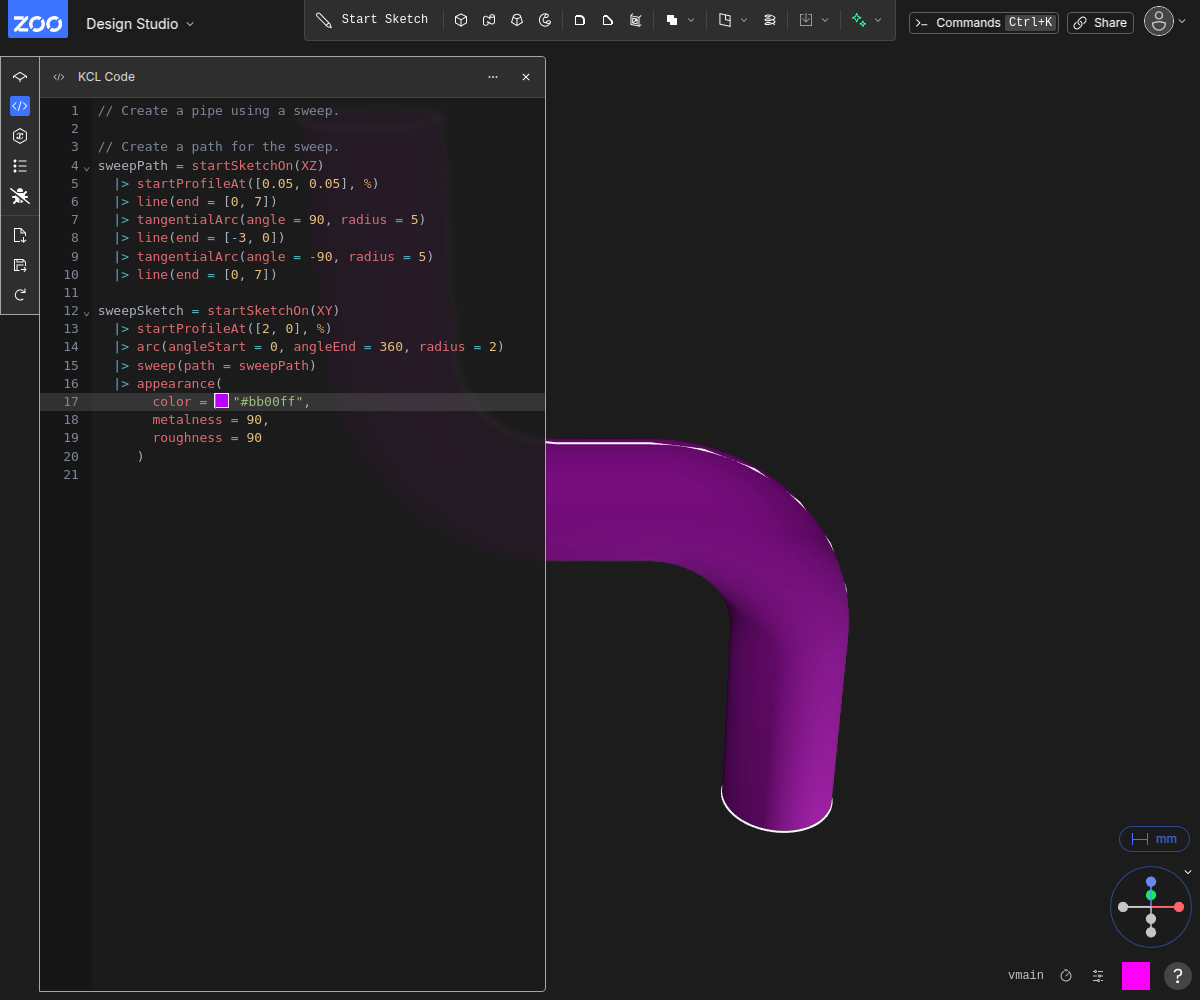 ZOO Design Studio Start Sketch Commands Ctrl+K Share
KCL Code
1 // Create a pipe using a sweep.
2
3 // Create a path for the sweep.
4 sweepPath = startSketchOn(XZ)
5   |> startProfileAt([0.05, 0.05], %)
6   |> line(end = [0, 7])
7   |> tangentialArc(angle = 90, radius = 5)
8   |> line(end = [-3, 0])
9   |> tangentialArc(angle = -90, radius = 5)
10   |> line(end = [0, 7])
11
12 sweepSketch = startSketchOn(XY)
13   |> startProfileAt([2, 0], %)
14   |> arc(angleStart = 0, angleEnd = 360, radius = 2)
15   |> sweep(path = sweepPath)
16   |> appearance(
17        color = "#bb00ff",
18        metalness = 90,
19        roughness = 90
20      )
21
mm
vmain ?